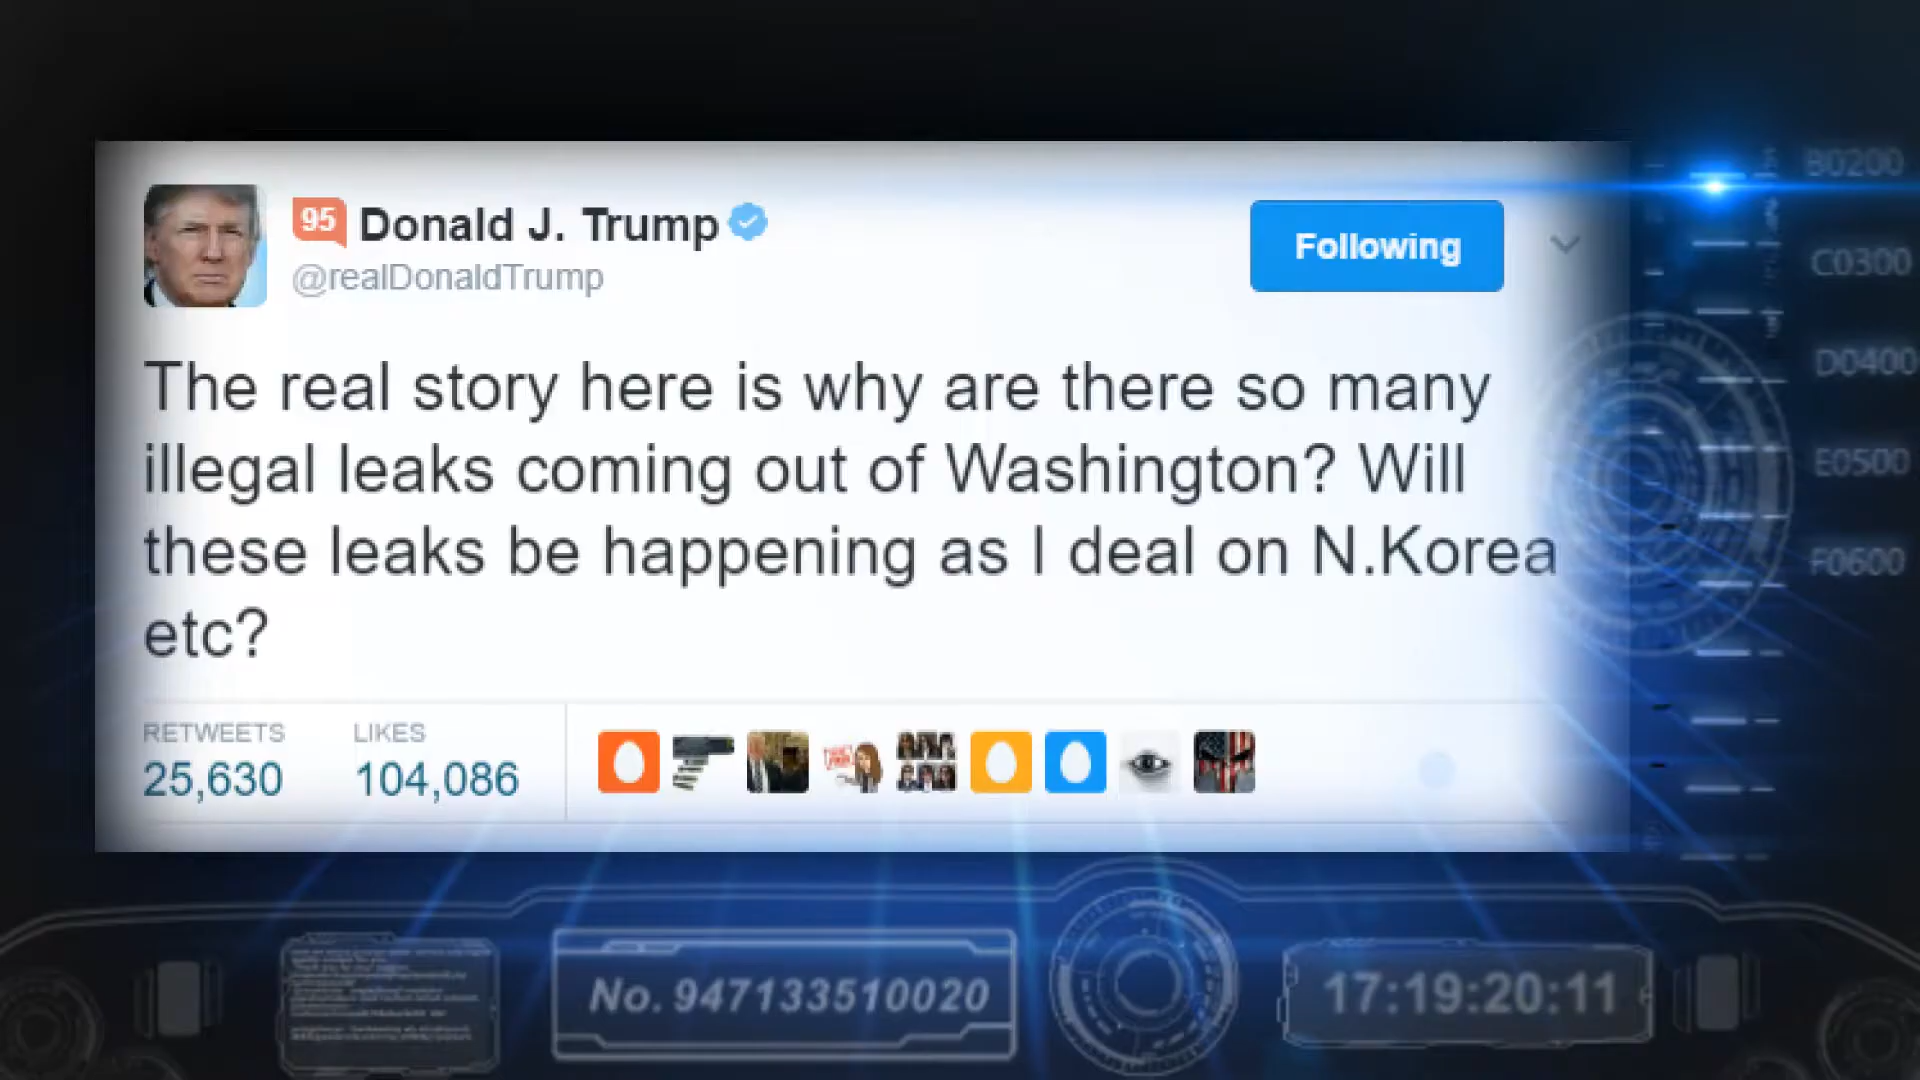 95 Donald J. Trump
@realDonaldTrump
Following
The real story here is why are there so many
illegal leaks coming out of Washington? Will
these leaks be happening as I deal on N.Korea
etc?
RETWEETS LIKES
25,630 104,086
B0200
C0300
D0400
E0500
F0600
No. 947133510020
17:19:20:11